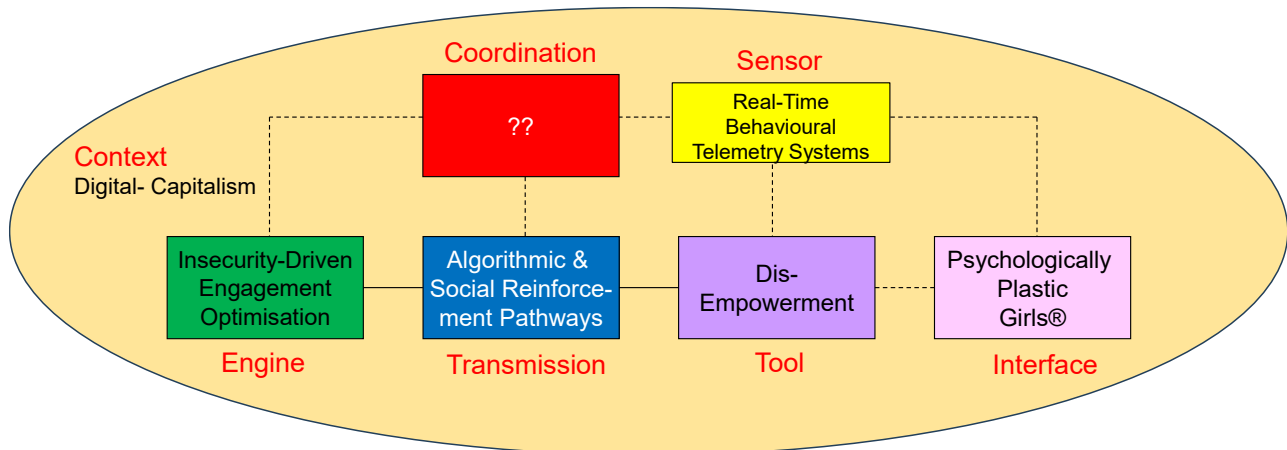 Coordination
??
Sensor
Real-Time
Behavioural
Telemetry Systems
Context
Digital- Capitalism
Insecurity-Driven
Engagement
Optimisation
Engine
Algorithmic &
Social Reinforce-
ment Pathways
Transmission
Dis-
Empowerment
Tool
Psychologically
Plastic
Girls®
Interface